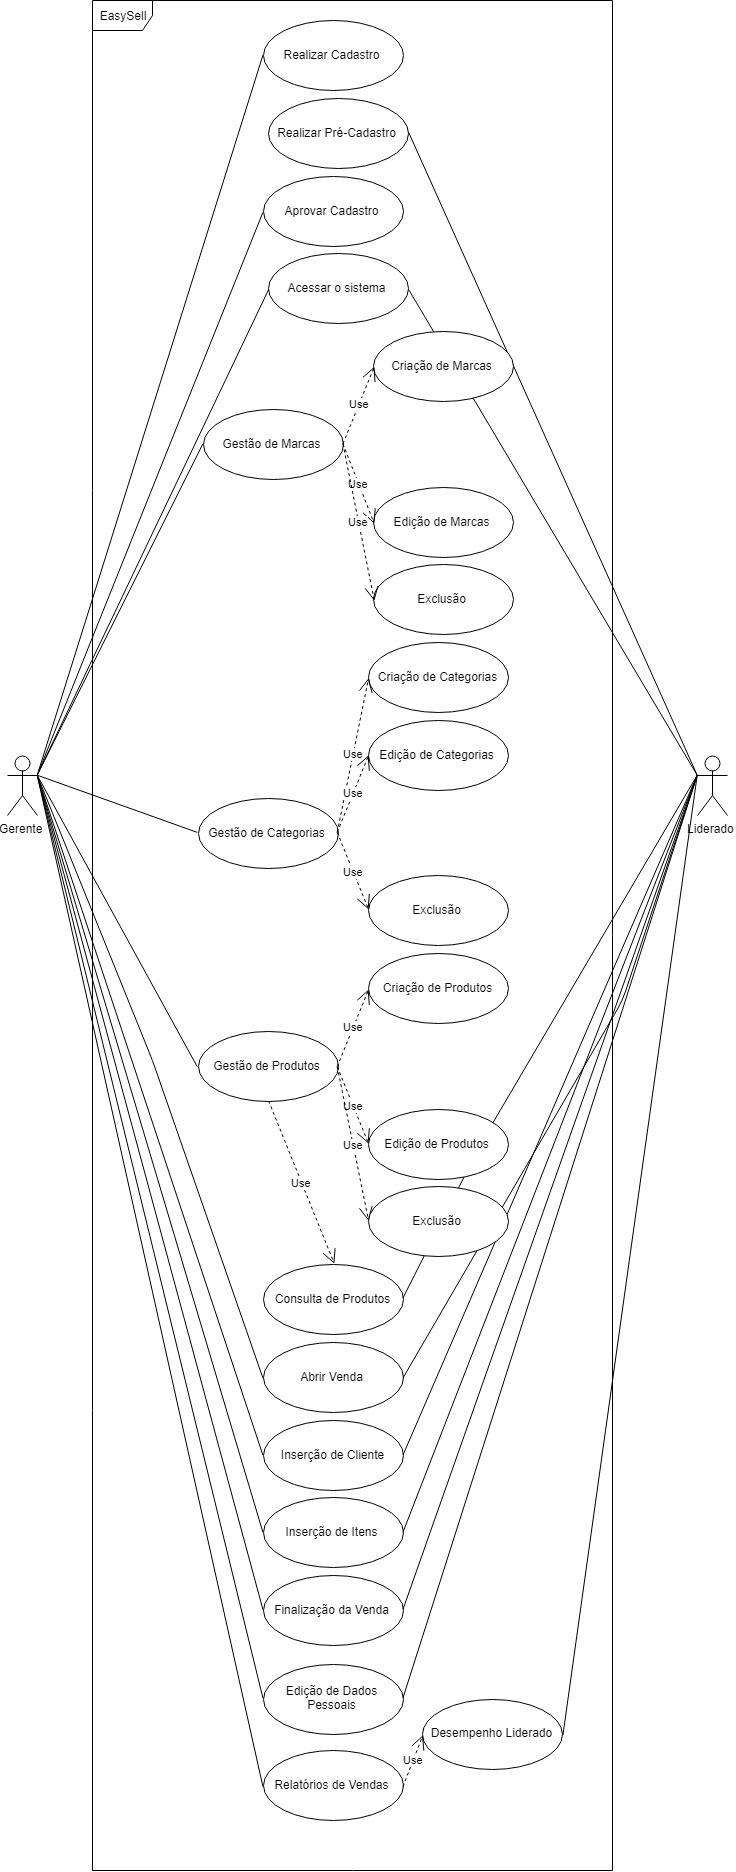 EasySell
Realizar Cadastro
Realizar Pré-Cadastro
Aprovar Cadastro
Acessar o sistema
Criação de Marcas
Use
Gestão de Marcas
Use
Edição de Marcas
Use
Exclusão
Criação de Categorias
Use
Edição de Categorias
Use
Gerente
Liderado
Gestão de Categorias
Use
Exclusão
Criação de Produtos
Use
Gestão de Produtos
Use
Edição de Produtos
Use
Use
Exclusão
Consulta de Produtos
Abrir Venda
Inserção de Cliente
Inserção de Itens
Finalização da Venda
Edição de Dados
Pessoais
Desempenho Liderado
Use
Relatórios de Vendas